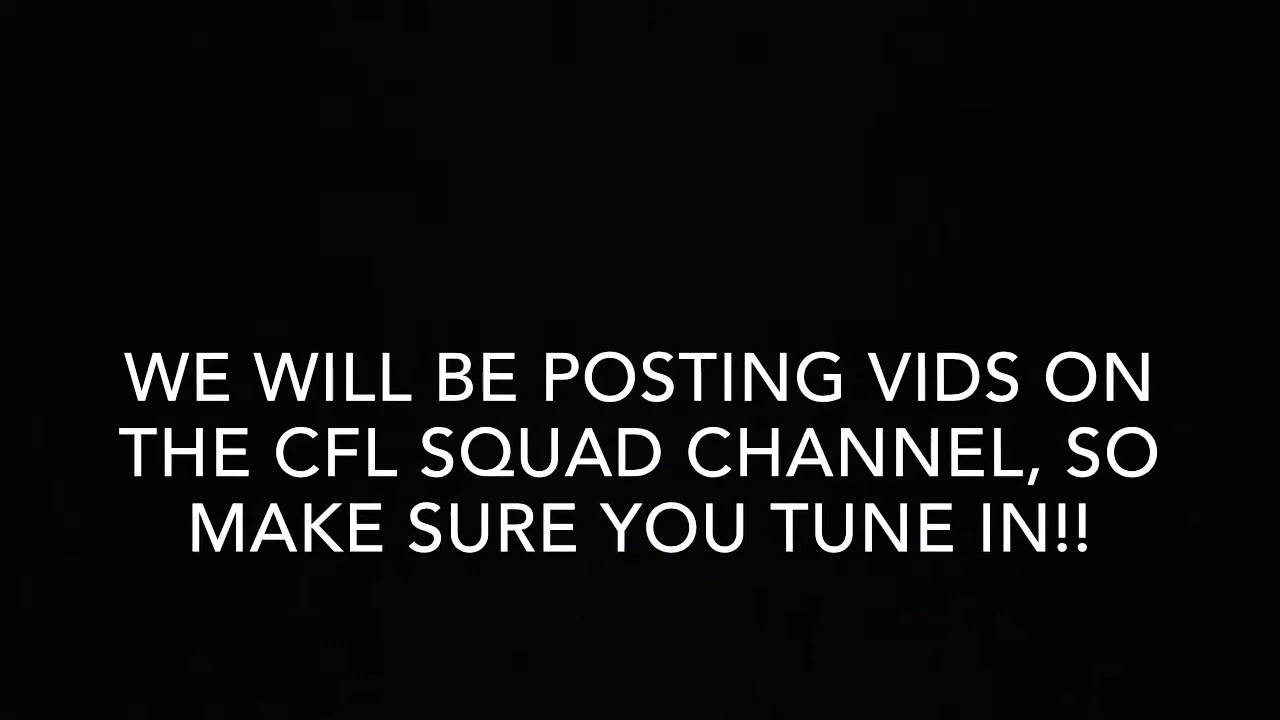 WE WILL BE POSTING VIDS ON
THE CFL SQUAD CHANNEL, SO
MAKE SURE YOU TUNE IN!!